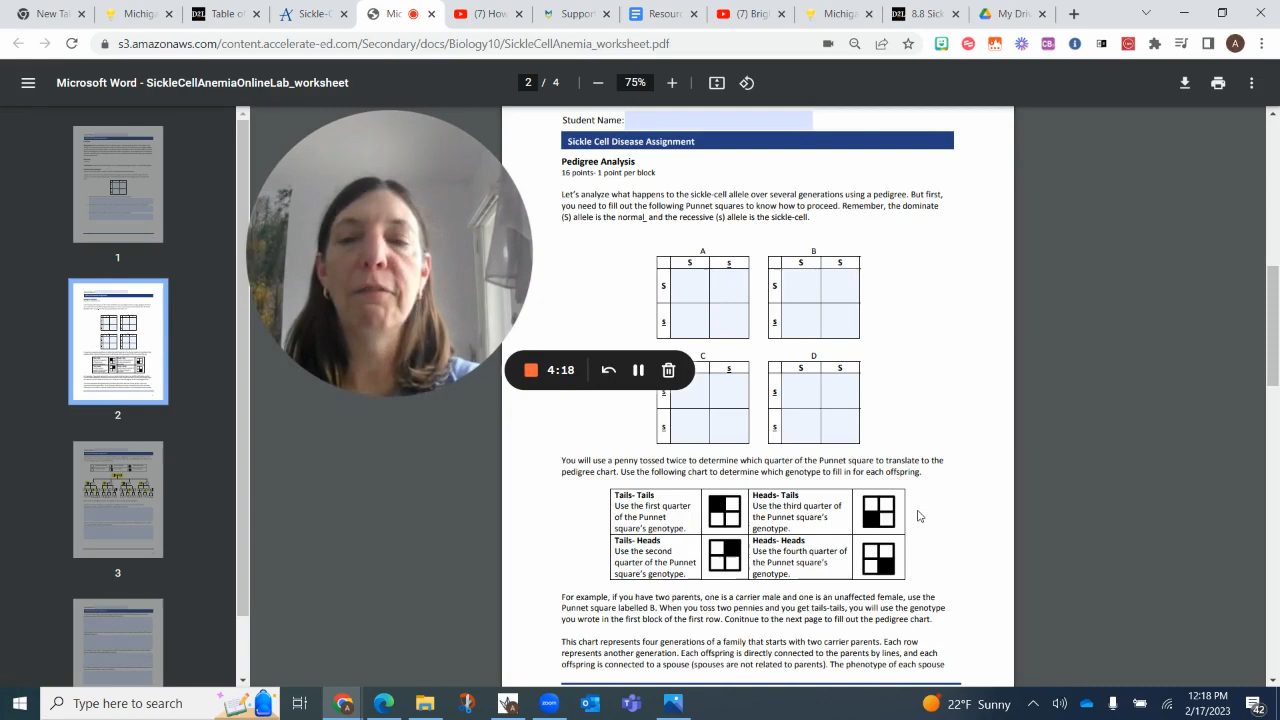 New Tab
Michigan
Table of
Sickle-C
Mic
(7) How
Support
Resourc
(7) Brigh
Michiga
8.8 Sick
My Driv
s3.amazonaws.com/coursecontent.imed.com/Secondary/docs/Biology10/SickleCellAnemia_worksheet.pdf
Microsoft Word - SickleCellAnemiaOnlineLab_worksheet
2 / 4
75%
1
2
Student Name:
Sickle Cell Disease Assignment
Pedigree Analysis
16 points- 1 point per block
Let's analyze what happens to the sickle-cell allele over several generations using a pedigree. But first,
you need to fill out the following Punnet squares to know how to proceed. Remember, the dominate
(S) allele is the normal_ and the recessive (s) allele is the sickle-cell.
A
S s
S
s
B
S S
S
s
C
s
s
s
D
S S
s
s
4:18
You will use a penny tossed twice to determine which quarter of the Punnet square to translate to the
pedigree chart. Use the following chart to determine which genotype to fill in for each offspring.
Tails- Tails
Use the first quarter
of the Punnet
square's genotype.
Heads- Tails
Use the third quarter of
the Punnet square's
genotype.
Tails- Heads
Use the second
quarter of the Punnet
square's genotype.
Heads- Heads
Use the fourth quarter of
the Punnet square's
genotype.
For example, if you have two parents, one is a carrier male and one is an unaffected female, use the
Punnet square labelled B. When you toss two pennies and you get tails-tails, you will use the genotype
you wrote in the first block of the first row. Conitnue to the next page to fill out the pedigree chart.
This chart represents four generations of a family that starts with two carrier parents. Each row
represents another generation. Each offspring is directly connected to the parents by lines, and each
offspring is connected to a spouse (spouses are not related to parents). The phenotype of each spouse
Type here to search
zoom
22°F Sunny
12:18 PM
2/17/2023
42